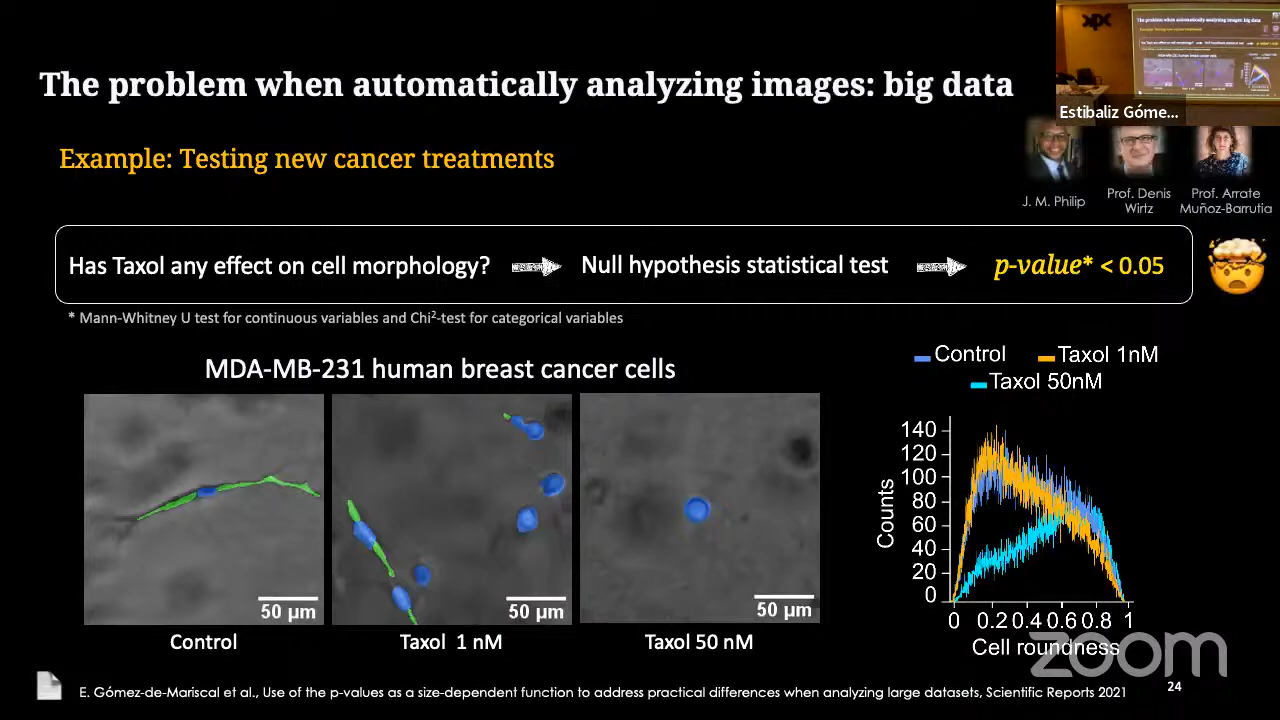 The problem when automatically analyzing images: big data
Estibaliz Góme...
Example: Testing new cancer treatments
J. M. Philip
Prof. Denis
Wirtz
Prof. Arrate
Muñoz-Barrutia
Has Taxol any effect on cell morphology?
Null hypothesis statistical test
p-value* < 0.05
* Mann-Whitney U test for continuous variables and Chi²-test for categorical variables
MDA-MB-231 human breast cancer cells
50 µm
50 µm
50 µm
Control
Taxol 1 nM
Taxol 50 nM
Control
Taxol 1nM
Taxol 50nM
Counts
140
120
100
80
60
40
20
0
0 0.2 0.4 0.6 0.8 1
Cell roundness
zoom
E. Gómez-de-Mariscal et al., Use of the p-values as a size-dependent function to address practical differences when analyzing large datasets, Scientific Reports 2021
24